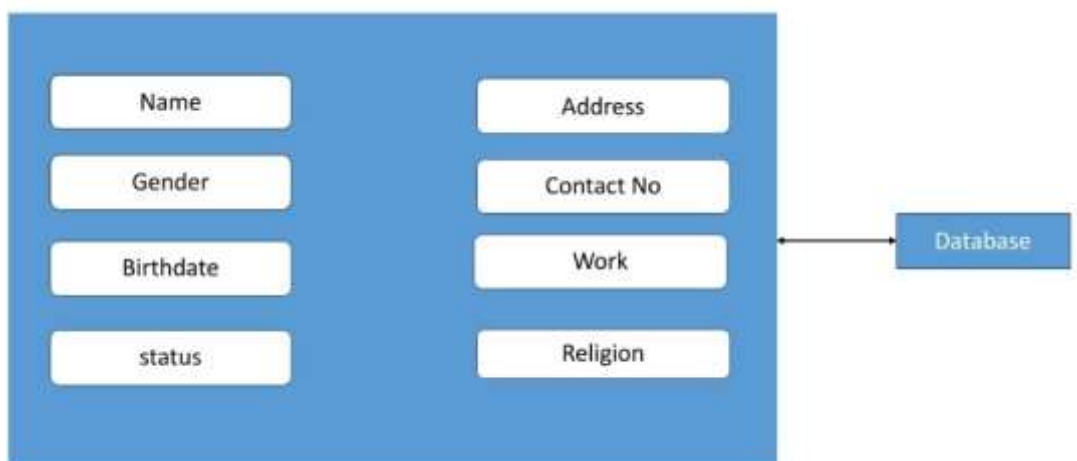 Name
Gender
Birthdate
status
Address
Contact No
Work
Religion
Database